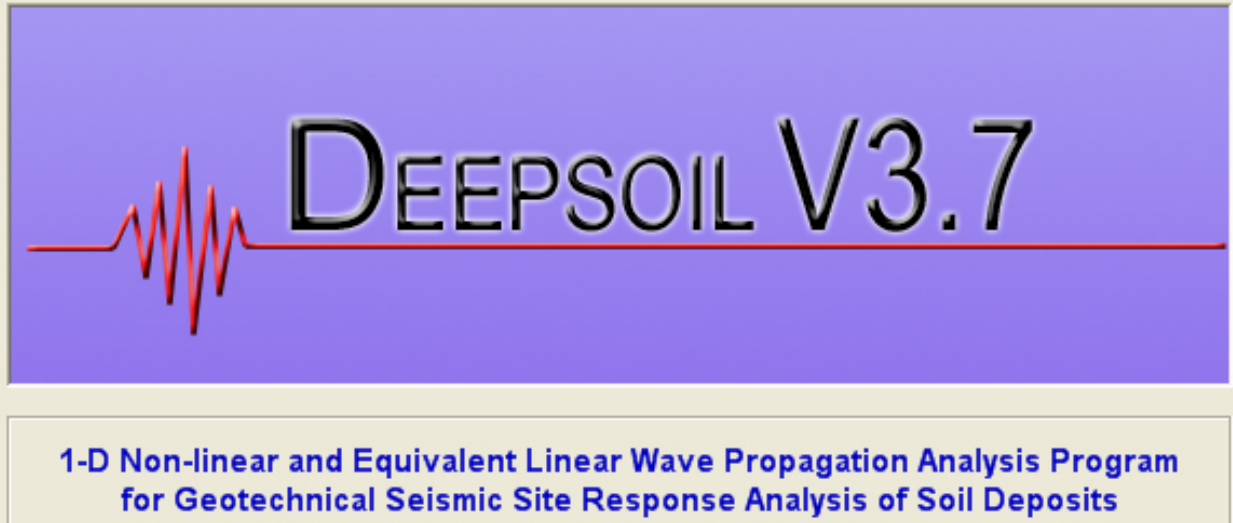 DEEPSOIL V3.7
1-D Non-linear and Equivalent Linear Wave Propagation Analysis Program
for Geotechnical Seismic Site Response Analysis of Soil Deposits